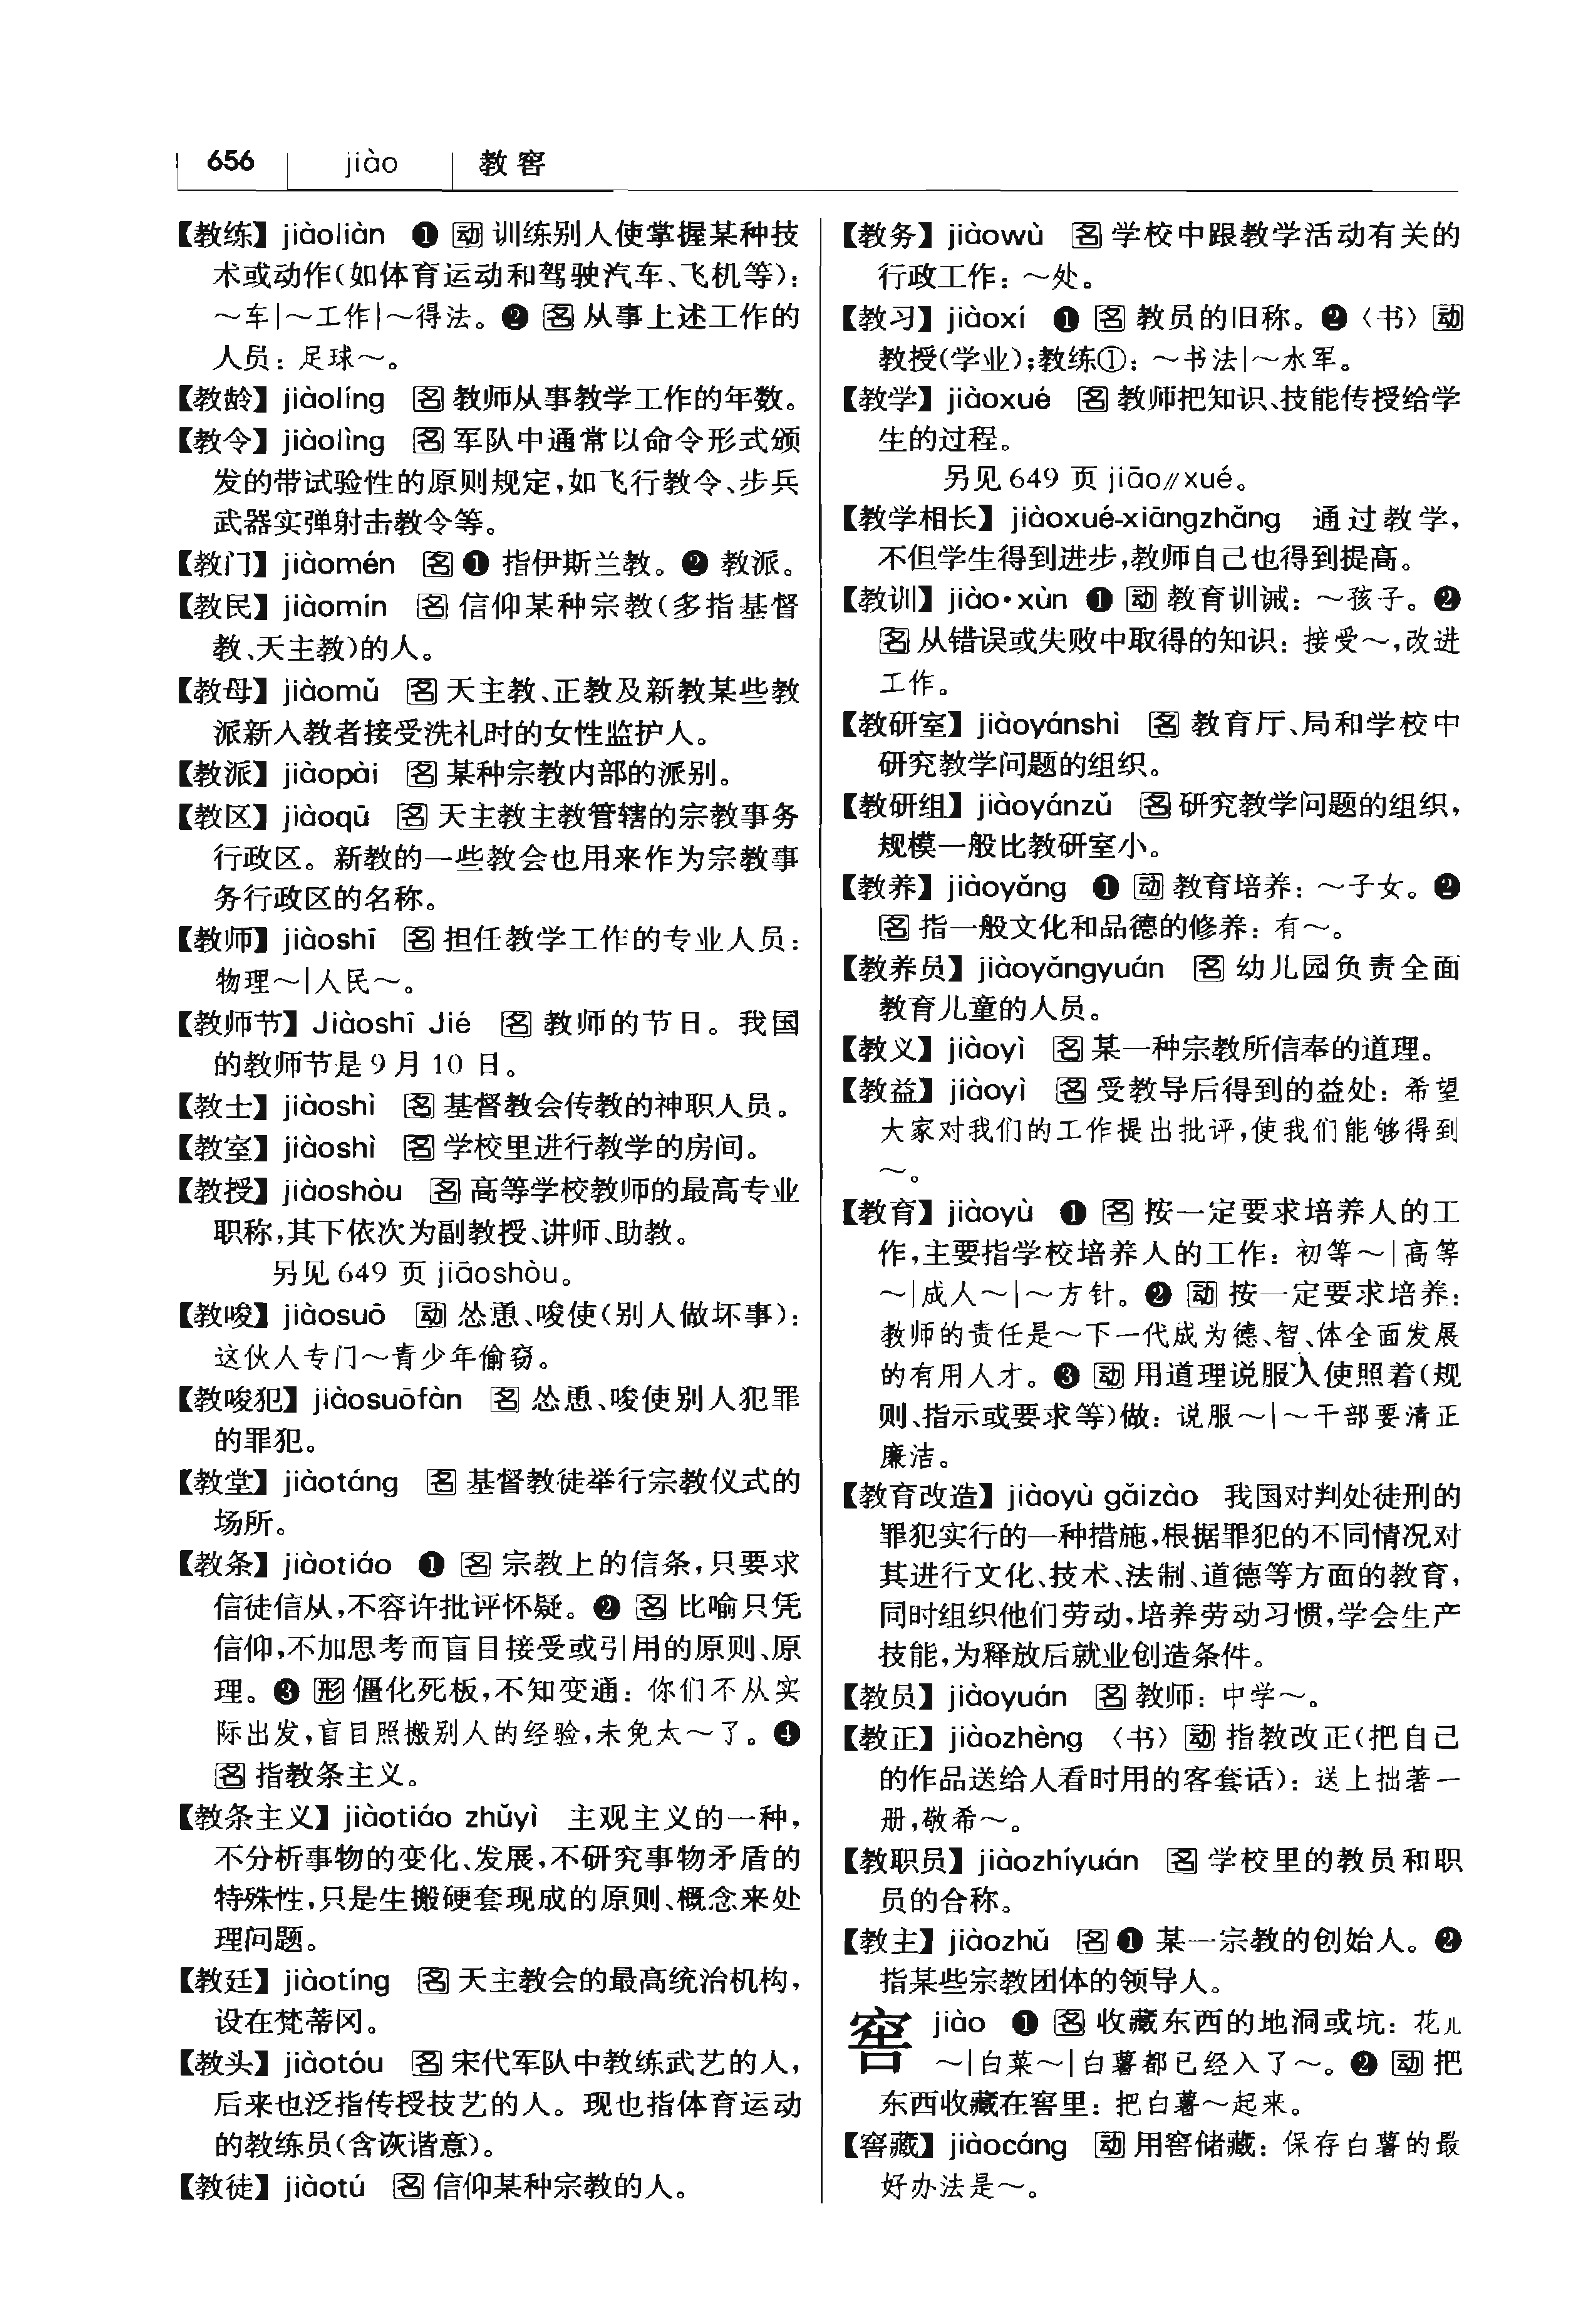 656 jiào 教 窖
【教练】 jiàoliàn ❶ 动 训练别人使掌握某种技
术或动作(如体育运动和驾驶汽车、飞机等):
～车|～工作|～得法。❷ 名 从事上述工作的
人员: 足球～。
【教龄】 jiàolíng 名 教师从事教学工作的年数。
【教令】 jiàolìng 名 军队中通常以命令形式颁
发的带试验性的原则规定,如飞行教令、步兵
武器实弹射击教令等。
【教门】 jiàomén 名 ❶ 指伊斯兰教。❷ 教派。
【教民】 jiàomín 名 信仰某种宗教(多指基督
教、天主教)的人。
【教母】 jiàomǔ 名 天主教、正教及新教某些教
派新入教者接受洗礼时的女性监护人。
【教派】 jiàopài 名 某种宗教内部的派别。
【教区】 jiàoqū 名 天主教主教管辖的宗教事务
行政区。新教的一些教会也用来作为宗教事
务行政区的名称。
【教师】 jiàoshī 名 担任教学工作的专业人员:
物理～|人民～。
【教师节】 Jiàoshī Jié 名 教师的节日。我国
的教师节是 9 月 10 日。
【教士】 jiàoshì 名 基督教会传教的神职人员。
【教室】 jiàoshì 名 学校里进行教学的房间。
【教授】 jiàoshòu 名 高等学校教师的最高专业
职称,其下依次为副教授、讲师、助教。
另见 649 页 jiāoshòu。
【教唆】 jiàosuō 动 怂恿、唆使(别人做坏事):
这伙人专门～青少年偷窃。
【教唆犯】 jiàosuōfàn 名 怂恿、唆使别人犯罪
的罪犯。
【教堂】 jiàotáng 名 基督教徒举行宗教仪式的
场所。
【教条】 jiàotiáo ❶ 名 宗教上的信条,只要求
信徒信从,不容许批评怀疑。❷ 名 比喻只凭
信仰,不加思考而盲目接受或引用的原则、原
理。❸ 形 僵化死板,不知变通: 你们不从实
际出发,盲目照搬别人的经验,未免太～了。❹
名 指教条主义。
【教条主义】 jiàotiáo zhǔyì 主观主义的一种,
不分析事物的变化、发展,不研究事物矛盾的
特殊性,只是生搬硬套现成的原则、概念来处
理问题。
【教廷】 jiàotíng 名 天主教会的最高统治机构,
设在梵蒂冈。
【教头】 jiàotóu 名 宋代军队中教练武艺的人,
后来也泛指传授技艺的人。现也指体育运动
的教练员(含诙谐意)。
【教徒】 jiàotú 名 信仰某种宗教的人。
【教务】 jiàowù 名 学校中跟教学活动有关的
行政工作: ～处。
【教习】 jiàoxí ❶ 名 教员的旧称。❷〈书〉动
教授(学业);教练①: ～书法|～水军。
【教学】 jiàoxué 名 教师把知识、技能传授给学
生的过程。
另见 649 页 jiāo∥xué。
【教学相长】 jiàoxué-xiāngzhǎng 通过教学,
不但学生得到进步,教师自己也得到提高。
【教训】 jiào·xùn ❶ 动 教育训诫: ～孩子。❷
名 从错误或失败中取得的知识: 接受～,改进
工作。
【教研室】 jiàoyánshì 名 教育厅、局和学校中
研究教学问题的组织。
【教研组】 jiàoyánzǔ 名 研究教学问题的组织,
规模一般比教研室小。
【教养】 jiàoyǎng ❶ 动 教育培养: ～子女。❷
名 指一般文化和品德的修养: 有～。
【教养员】 jiàoyǎngyuán 名 幼儿园负责全面
教育儿童的人员。
【教义】 jiàoyì 名 某一种宗教所信奉的道理。
【教益】 jiàoyì 名 受教导后得到的益处: 希望
大家对我们的工作提出批评,使我们能够得到
～。
【教育】 jiàoyù ❶ 名 按一定要求培养人的工
作,主要指学校培养人的工作: 初等～|高等
～|成人～|～方针。❷ 动 按一定要求培养:
教师的责任是～下一代成为德、智、体全面发展
的有用人才。❸ 动 用道理说服人使照着(规
则、指示或要求等)做: 说服～|～干部要清正
廉洁。
【教育改造】 jiàoyù gǎizào 我国对判处徒刑的
罪犯实行的一种措施,根据罪犯的不同情况对
其进行文化、技术、法制、道德等方面的教育,
同时组织他们劳动,培养劳动习惯,学会生产
技能,为释放后就业创造条件。
【教员】 jiàoyuán 名 教师: 中学～。
【教正】 jiàozhèng 〈书〉动 指教改正(把自己
的作品送给人看时用的客套话): 送上拙著一
册,敬希～。
【教职员】 jiàozhíyuán 名 学校里的教员和职
员的合称。
【教主】 jiàozhǔ 名 ❶ 某一宗教的创始人。❷
指某些宗教团体的领导人。
窖 jiào ❶ 名 收藏东西的地洞或坑: 花儿
～|白菜～|白薯都已经入了～。❷ 动 把
东西收藏在窖里: 把白薯～起来。
【窖藏】 jiàocáng 动 用窖储藏: 保存白薯的最
好办法是～。